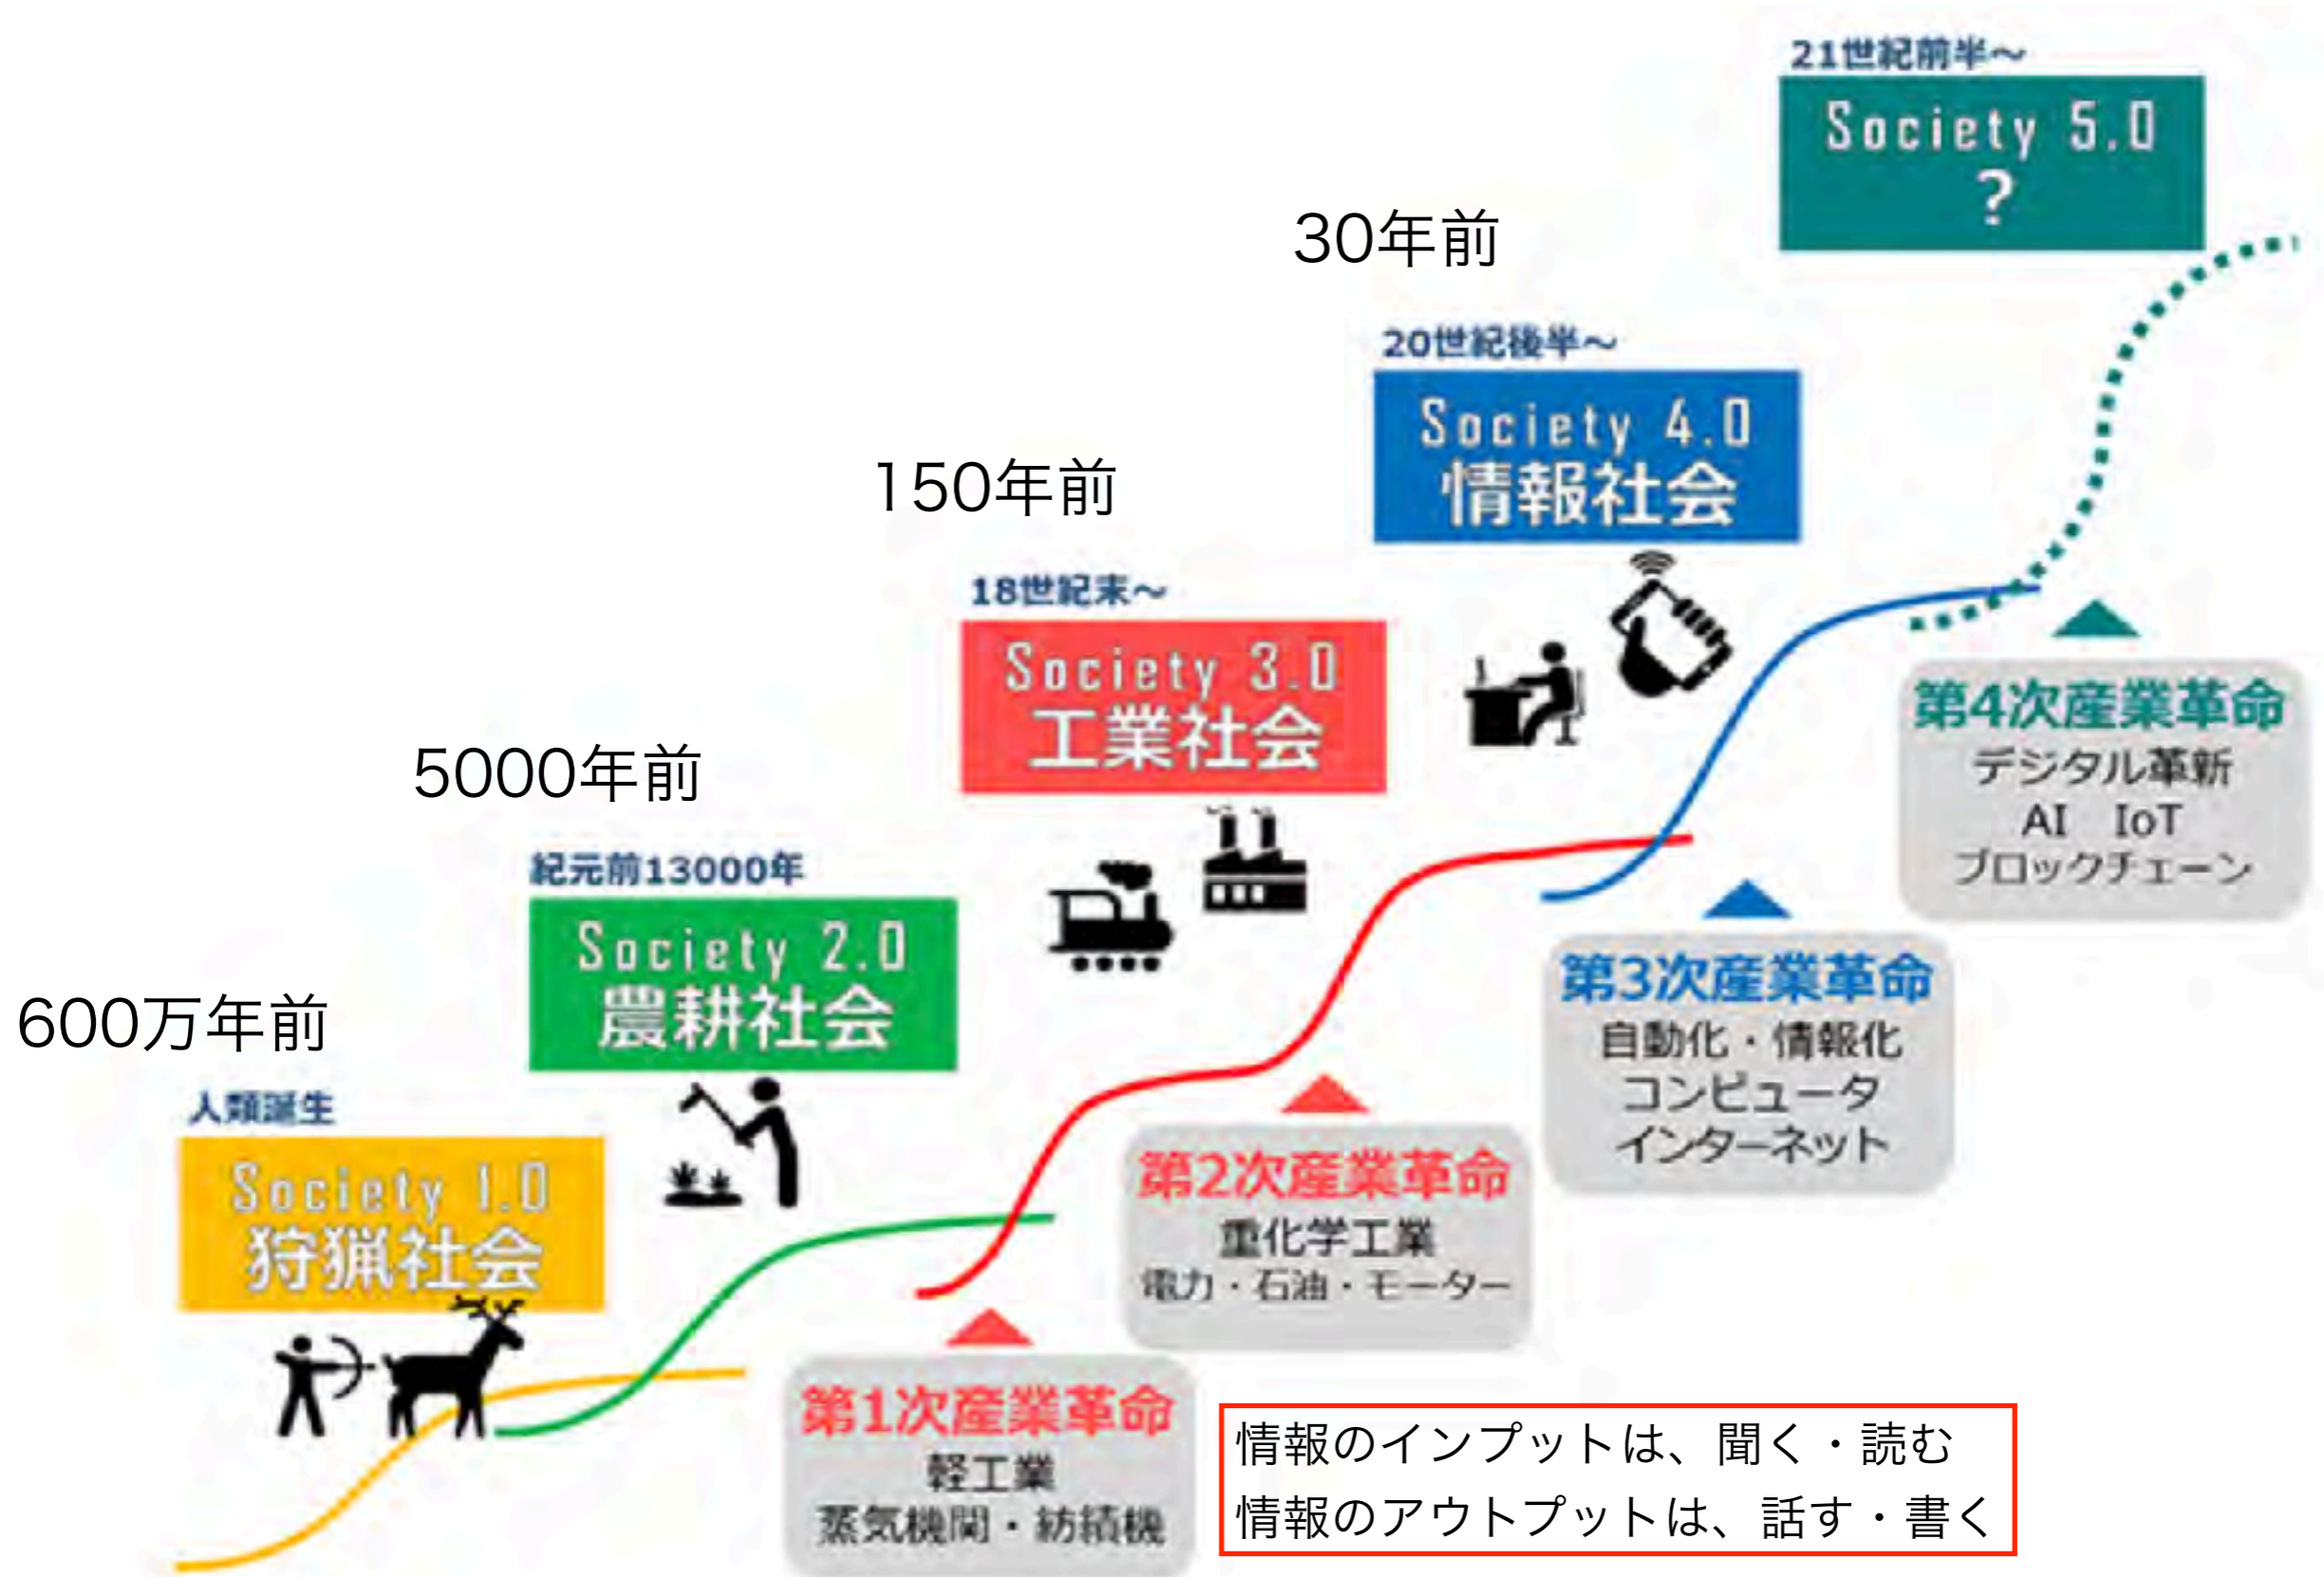 21世紀前半～
Society 5.0
?
30年前
20世紀後半～
Society 4.0
情報社会
150年前
18世紀末～
Society 3.0
工業社会
5000年前
紀元前13000年
Society 2.0
農耕社会
600万年前
人類誕生
Society 1.0
狩猟社会
第1次産業革命
軽工業
蒸気機関・紡績機
第2次産業革命
重化学工業
電力・石油・モーター
第3次産業革命
自動化・情報化
コンピュータ
インターネット
第4次産業革命
デジタル革新
AI IoT
ブロックチェーン
情報のインプットは、聞く・読む
情報のアウトプットは、話す・書く